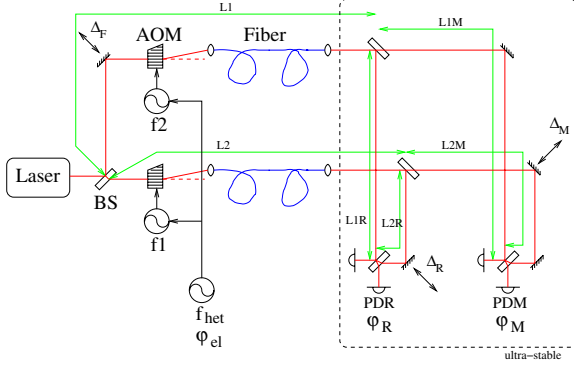 L1
L1M
Δ_F
AOM
Fiber
f2
L2
L2M
Δ_M
Laser
BS
L1R
L2R
f1
Δ_R
f_het
φ_el
PDR
φ_R
PDM
φ_M
ultra-stable